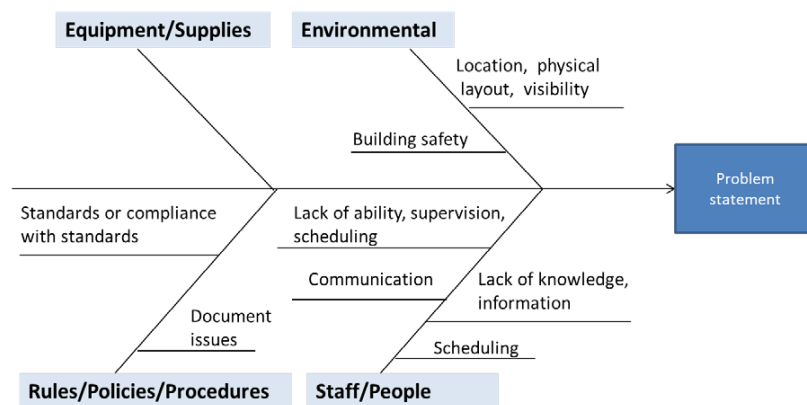 Equipment/Supplies
Environmental
Location, physical
layout, visibility
Building safety
Problem
statement
Standards or compliance
with standards
Lack of ability, supervision,
scheduling
Communication
Lack of knowledge,
information
Document
issues
Scheduling
Rules/Policies/Procedures
Staff/People